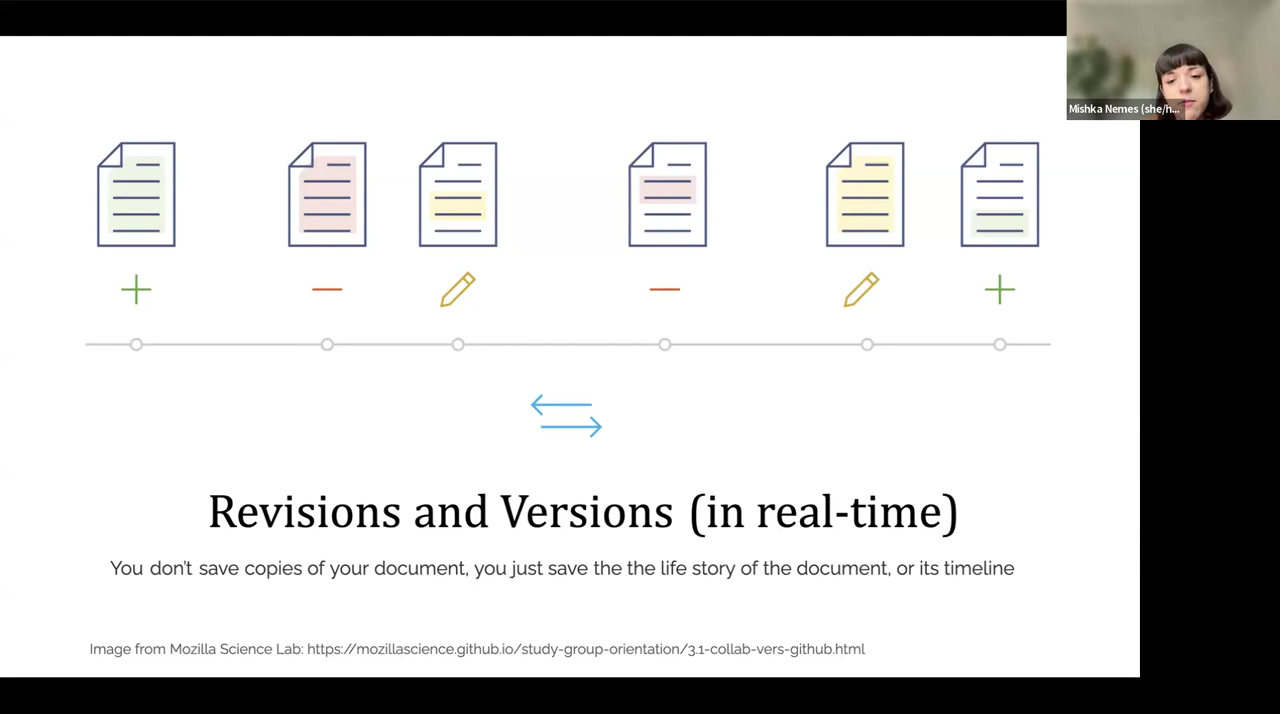 Mishka Nemes (she/h...
Revisions and Versions (in real-time)
You don't save copies of your document, you just save the the life story of the document, or its timeline
Image from Mozilla Science Lab: https://mozillascience.github.io/study-group-orientation/3.1-collab-vers-github.html